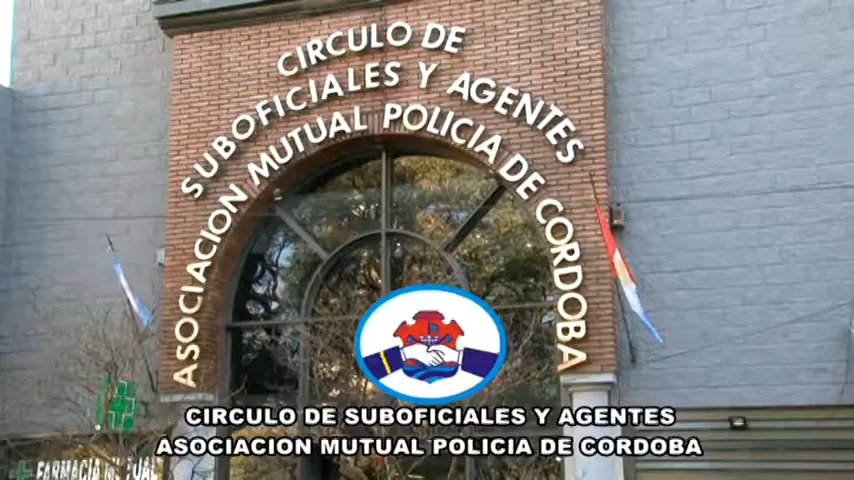 CIRCULO DE
SUBOFICIALES Y AGENTES
ASOCIACION MUTUAL POLICIA DE CORDOBA
CIRCULO DE SUBOFICIALES Y AGENTES
ASOCIACION MUTUAL POLICIA DE CORDOBA
FARMACIA MUTUAL